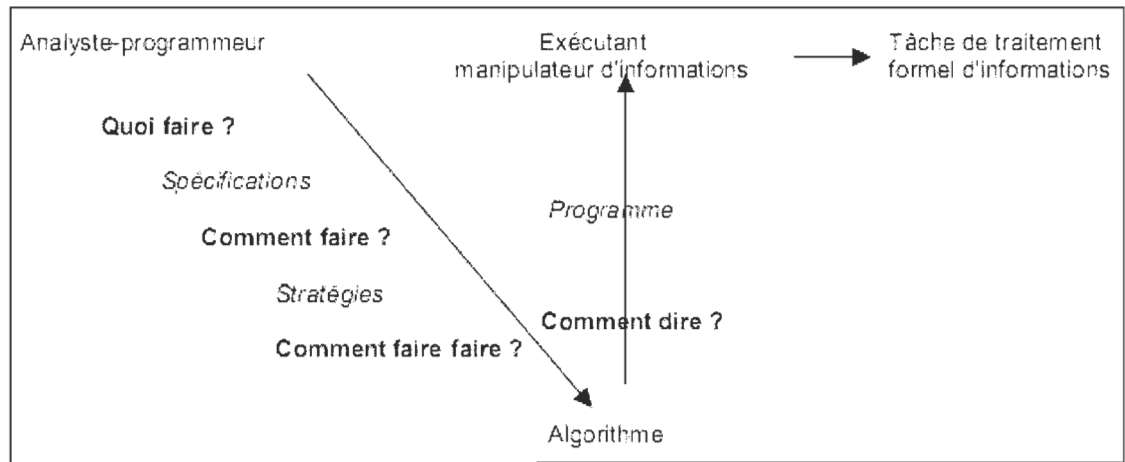 Analyste-programmeur
Exécutant
manipulateur d'informations
Tâche de traitement
formel d'informations
Quoi faire ?
Spécifications
Comment faire ?
Programme
Stratégies
Comment dire ?
Comment faire faire ?
Algorithme